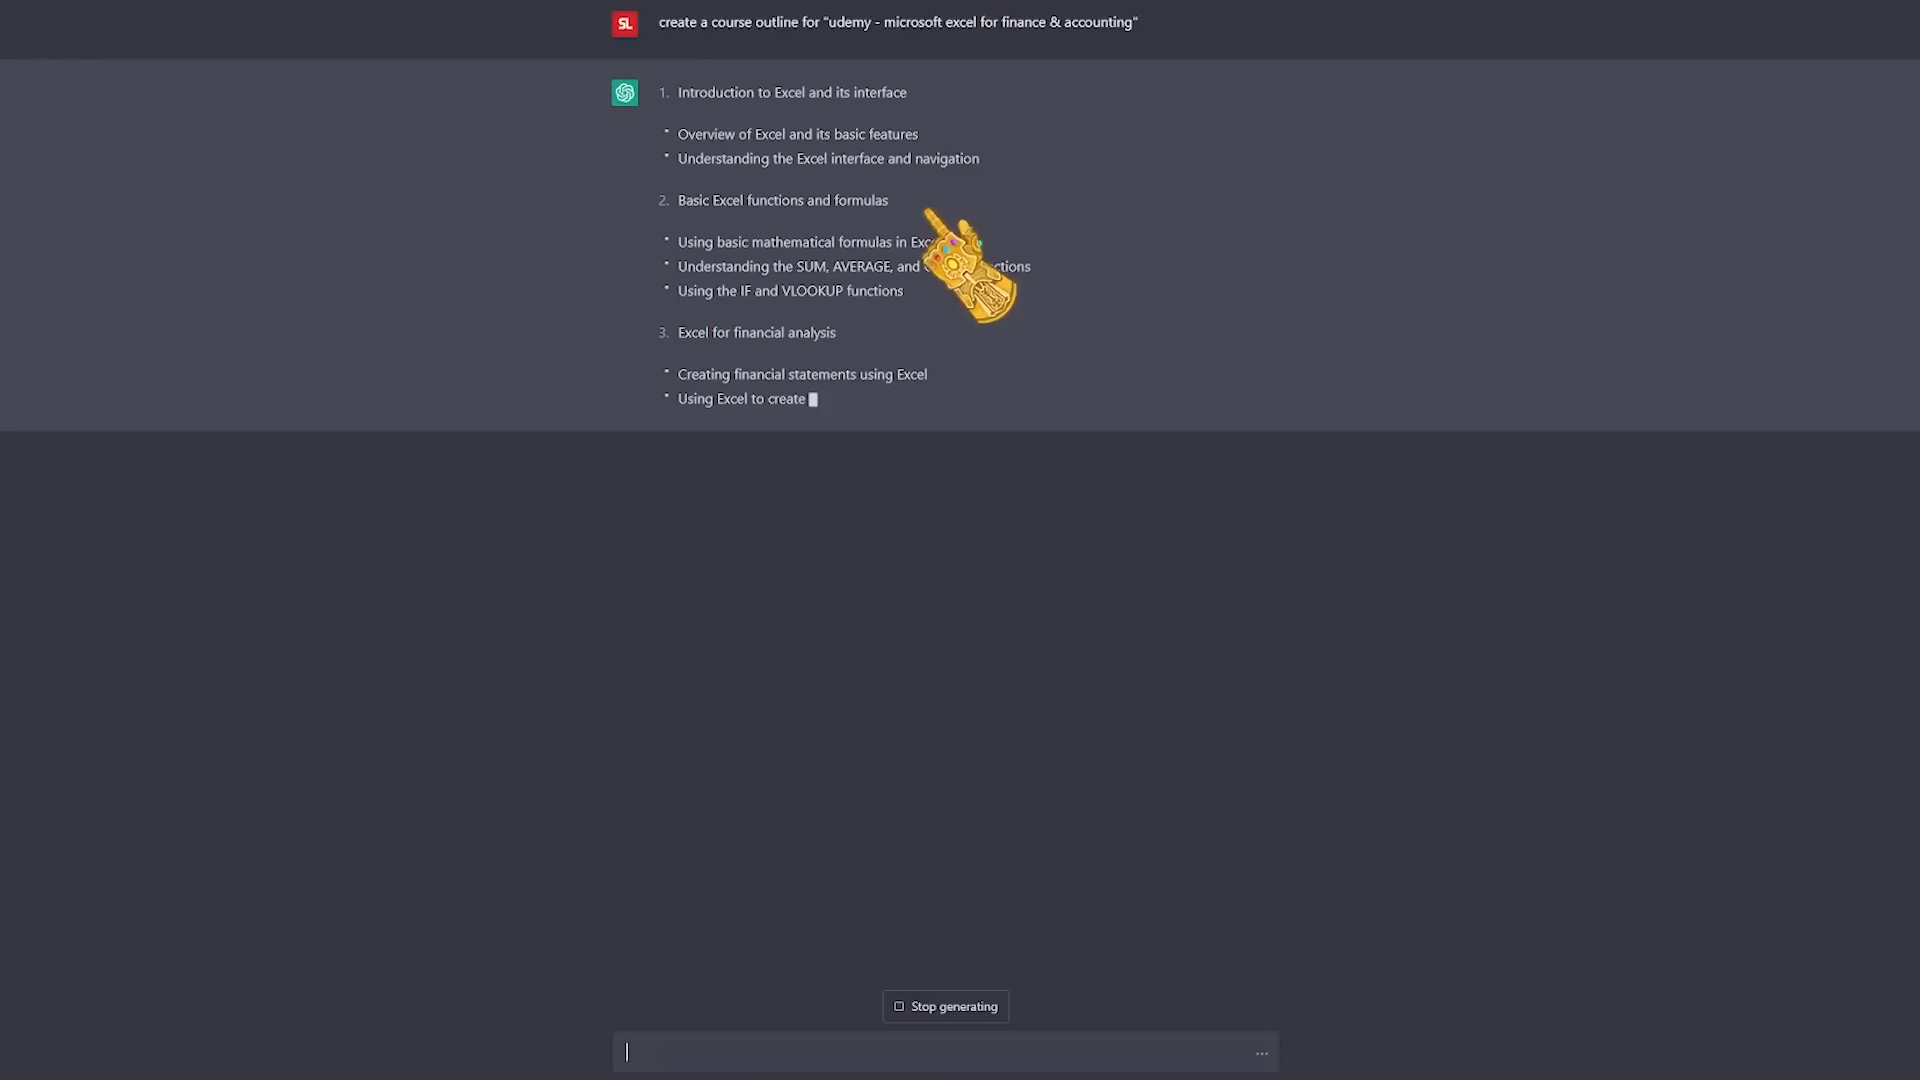 SL create a course outline for "udemy - microsoft excel for finance & accounting"
1. Introduction to Excel and its interface
• Overview of Excel and its basic features
• Understanding the Excel interface and navigation
2. Basic Excel functions and formulas
• Using basic mathematical formulas in
• Understanding the SUM, AVERAGE, and
• Using the IF and VLOOKUP functions
3. Excel for financial analysis
• Creating financial statements using Excel
• Using Excel to create
Stop generating
...